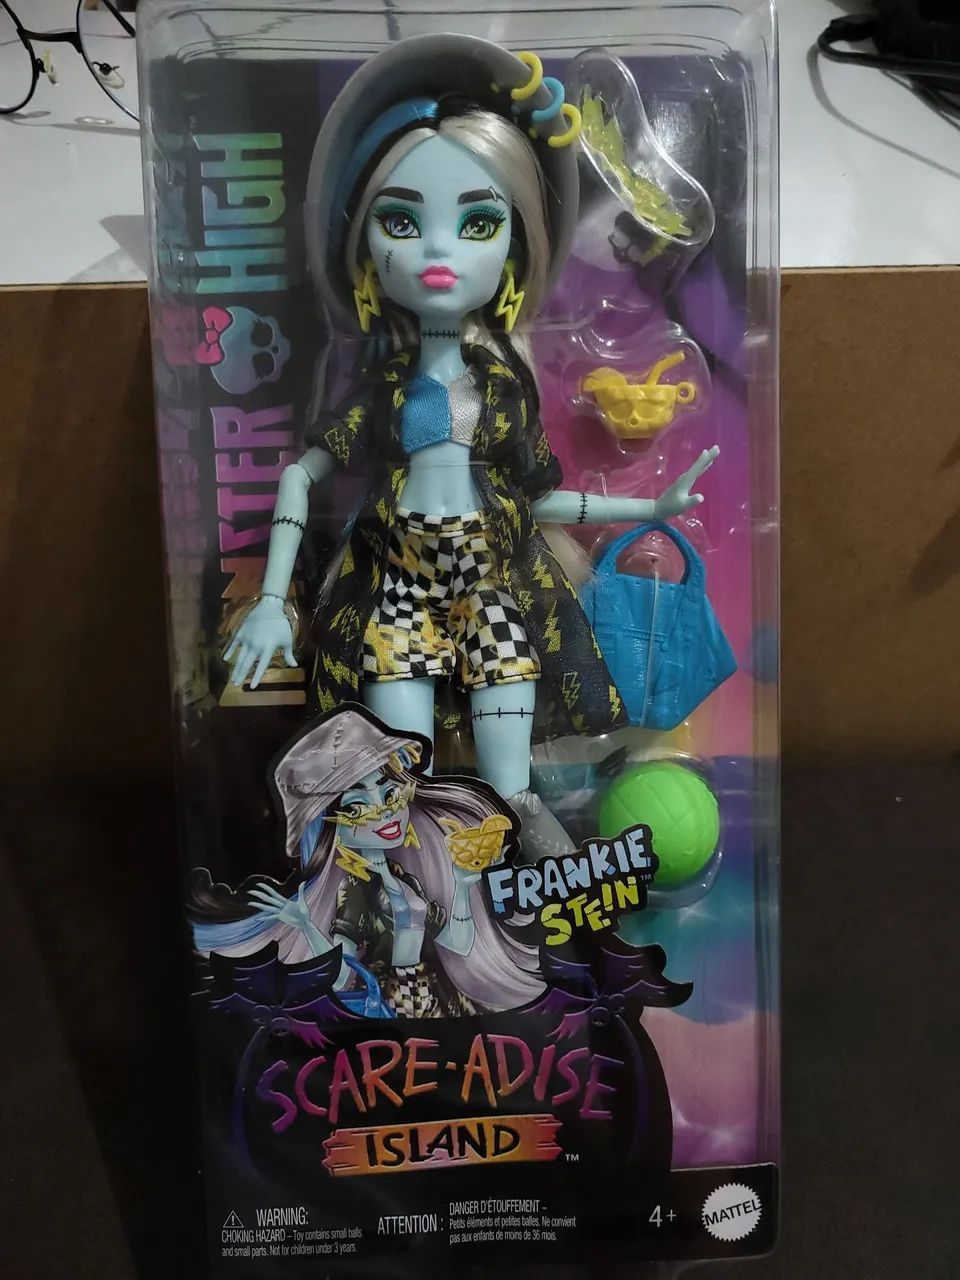 MONSTER HIGH
FRANKIE
STEIN™
SCARE-ADISE
ISLAND™
WARNING:
CHOKING HAZARD – Toy contains small balls
and small parts. Not for children under 3 years.
ATTENTION :
DANGER D'ÉTOUFFEMENT –
Petits éléments et petites balles. Ne convient
pas aux enfants de moins de 36 mois.
4+
MATTEL